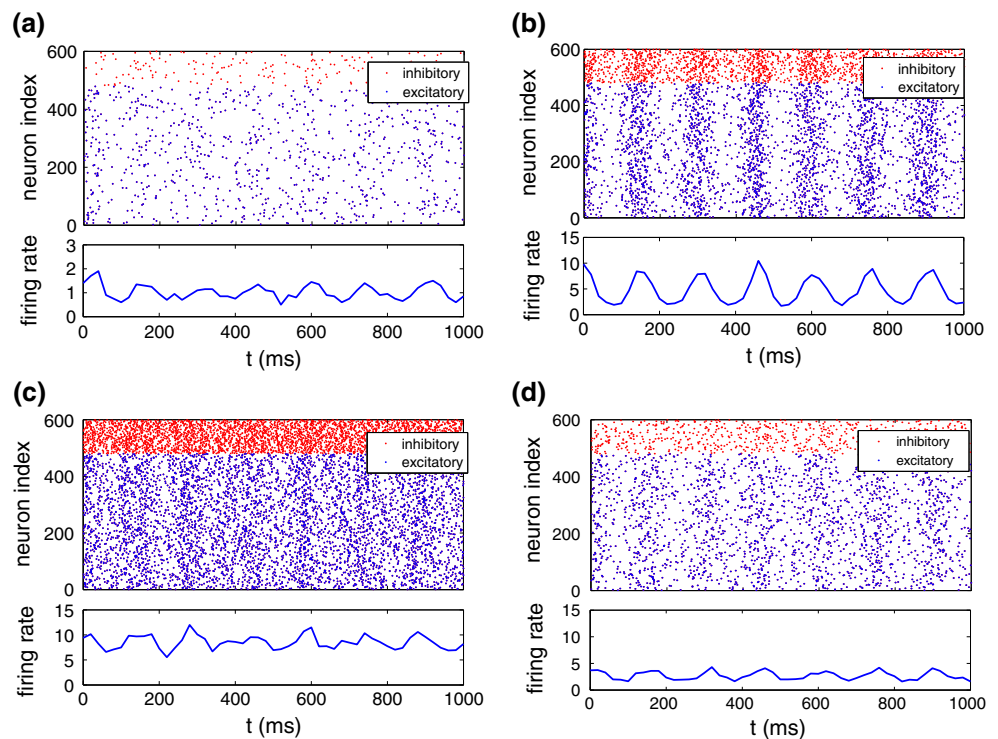 (a)
600
400
200
0
neuron index
inhibitory
excitatory
3
2
1
0
firing rate
0 200 400 600 800 1000
t (ms)
(b)
600
400
200
0
neuron index
inhibitory
excitatory
15
10
5
0
firing rate
0 200 400 600 800 1000
t (ms)
(c)
600
400
200
0
neuron index
inhibitory
excitatory
15
10
5
0
firing rate
0 200 400 600 800 1000
t (ms)
(d)
600
400
200
0
neuron index
inhibitory
excitatory
15
10
5
0
firing rate
0 200 400 600 800 1000
t (ms)